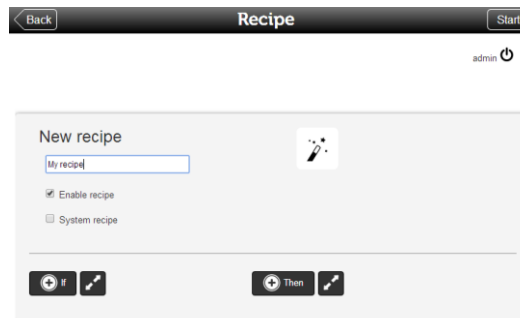 Back
Recipe
Start
admin
New recipe
My recipe
Enable recipe
System recipe
If
Then